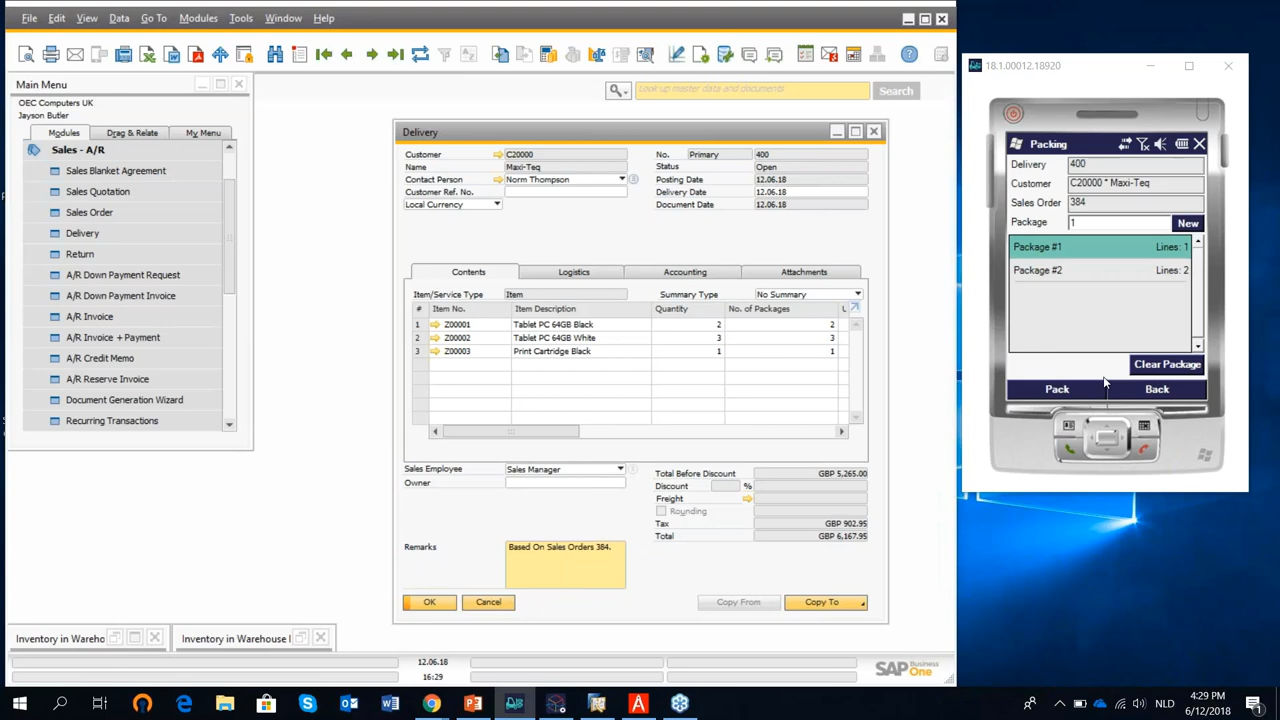 File Edit View Data Go To Modules Tools Window Help
Main Menu
OEC Computers UK
Jayson Butler
Modules Drag & Relate My Menu
Sales - A/R
Sales Blanket Agreement
Sales Quotation
Sales Order
Delivery
Return
A/R Down Payment Request
A/R Down Payment Invoice
A/R Invoice
A/R Invoice + Payment
A/R Credit Memo
A/R Reserve Invoice
Document Generation Wizard
Recurring Transactions
Look up master data and documents Search
Delivery
Customer C20000 No. Primary 400
Name Maxi-Teq Status Open
Contact Person Norm Thompson Posting Date 12.06.18
Customer Ref. No. Delivery Date 12.06.18
Local Currency Document Date 12.06.18
Contents Logistics Accounting Attachments
Item/Service Type Item Summary Type No Summary
# Item No. Item Description Quantity No. of Packages
1 Z00001 Tablet PC 64GB Black 2 2
2 Z00002 Tablet PC 64GB White 3 3
3 Z00003 Print Cartridge Black 1 1
Sales Employee Sales Manager Total Before Discount GBP 5,265.00
Owner Discount %
Freight
Rounding
Tax GBP 902.95
Total GBP 6,167.95
Remarks Based On Sales Orders 384.
OK Cancel Copy From Copy To
Inventory in Wareho Inventory in Warehouse
12.06.18
16:29
SAP Business One
18.1.00012.18920
Packing
Delivery 400
Customer C20000 * Maxi-Teq
Sales Order 384
Package 1 New
Package #1 Lines: 1
Package #2 Lines: 2
Clear Package
Pack Back
NLD 4:29 PM
6/12/2018